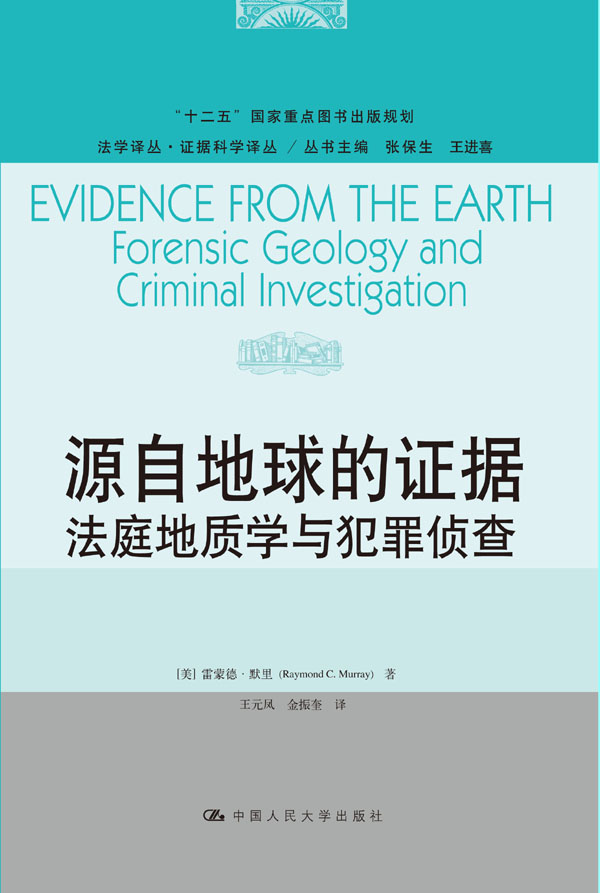 “十二五”国家重点图书出版规划
法学译丛·证据科学译丛 / 丛书主编 张保生 王进喜
EVIDENCE FROM THE EARTH
Forensic Geology and
Criminal Investigation
源自地球的证据
法庭地质学与犯罪侦查
[美] 雷蒙德·默里 (Raymond C. Murray) 著
王元凤 金振奎 译
中国人民大学出版社